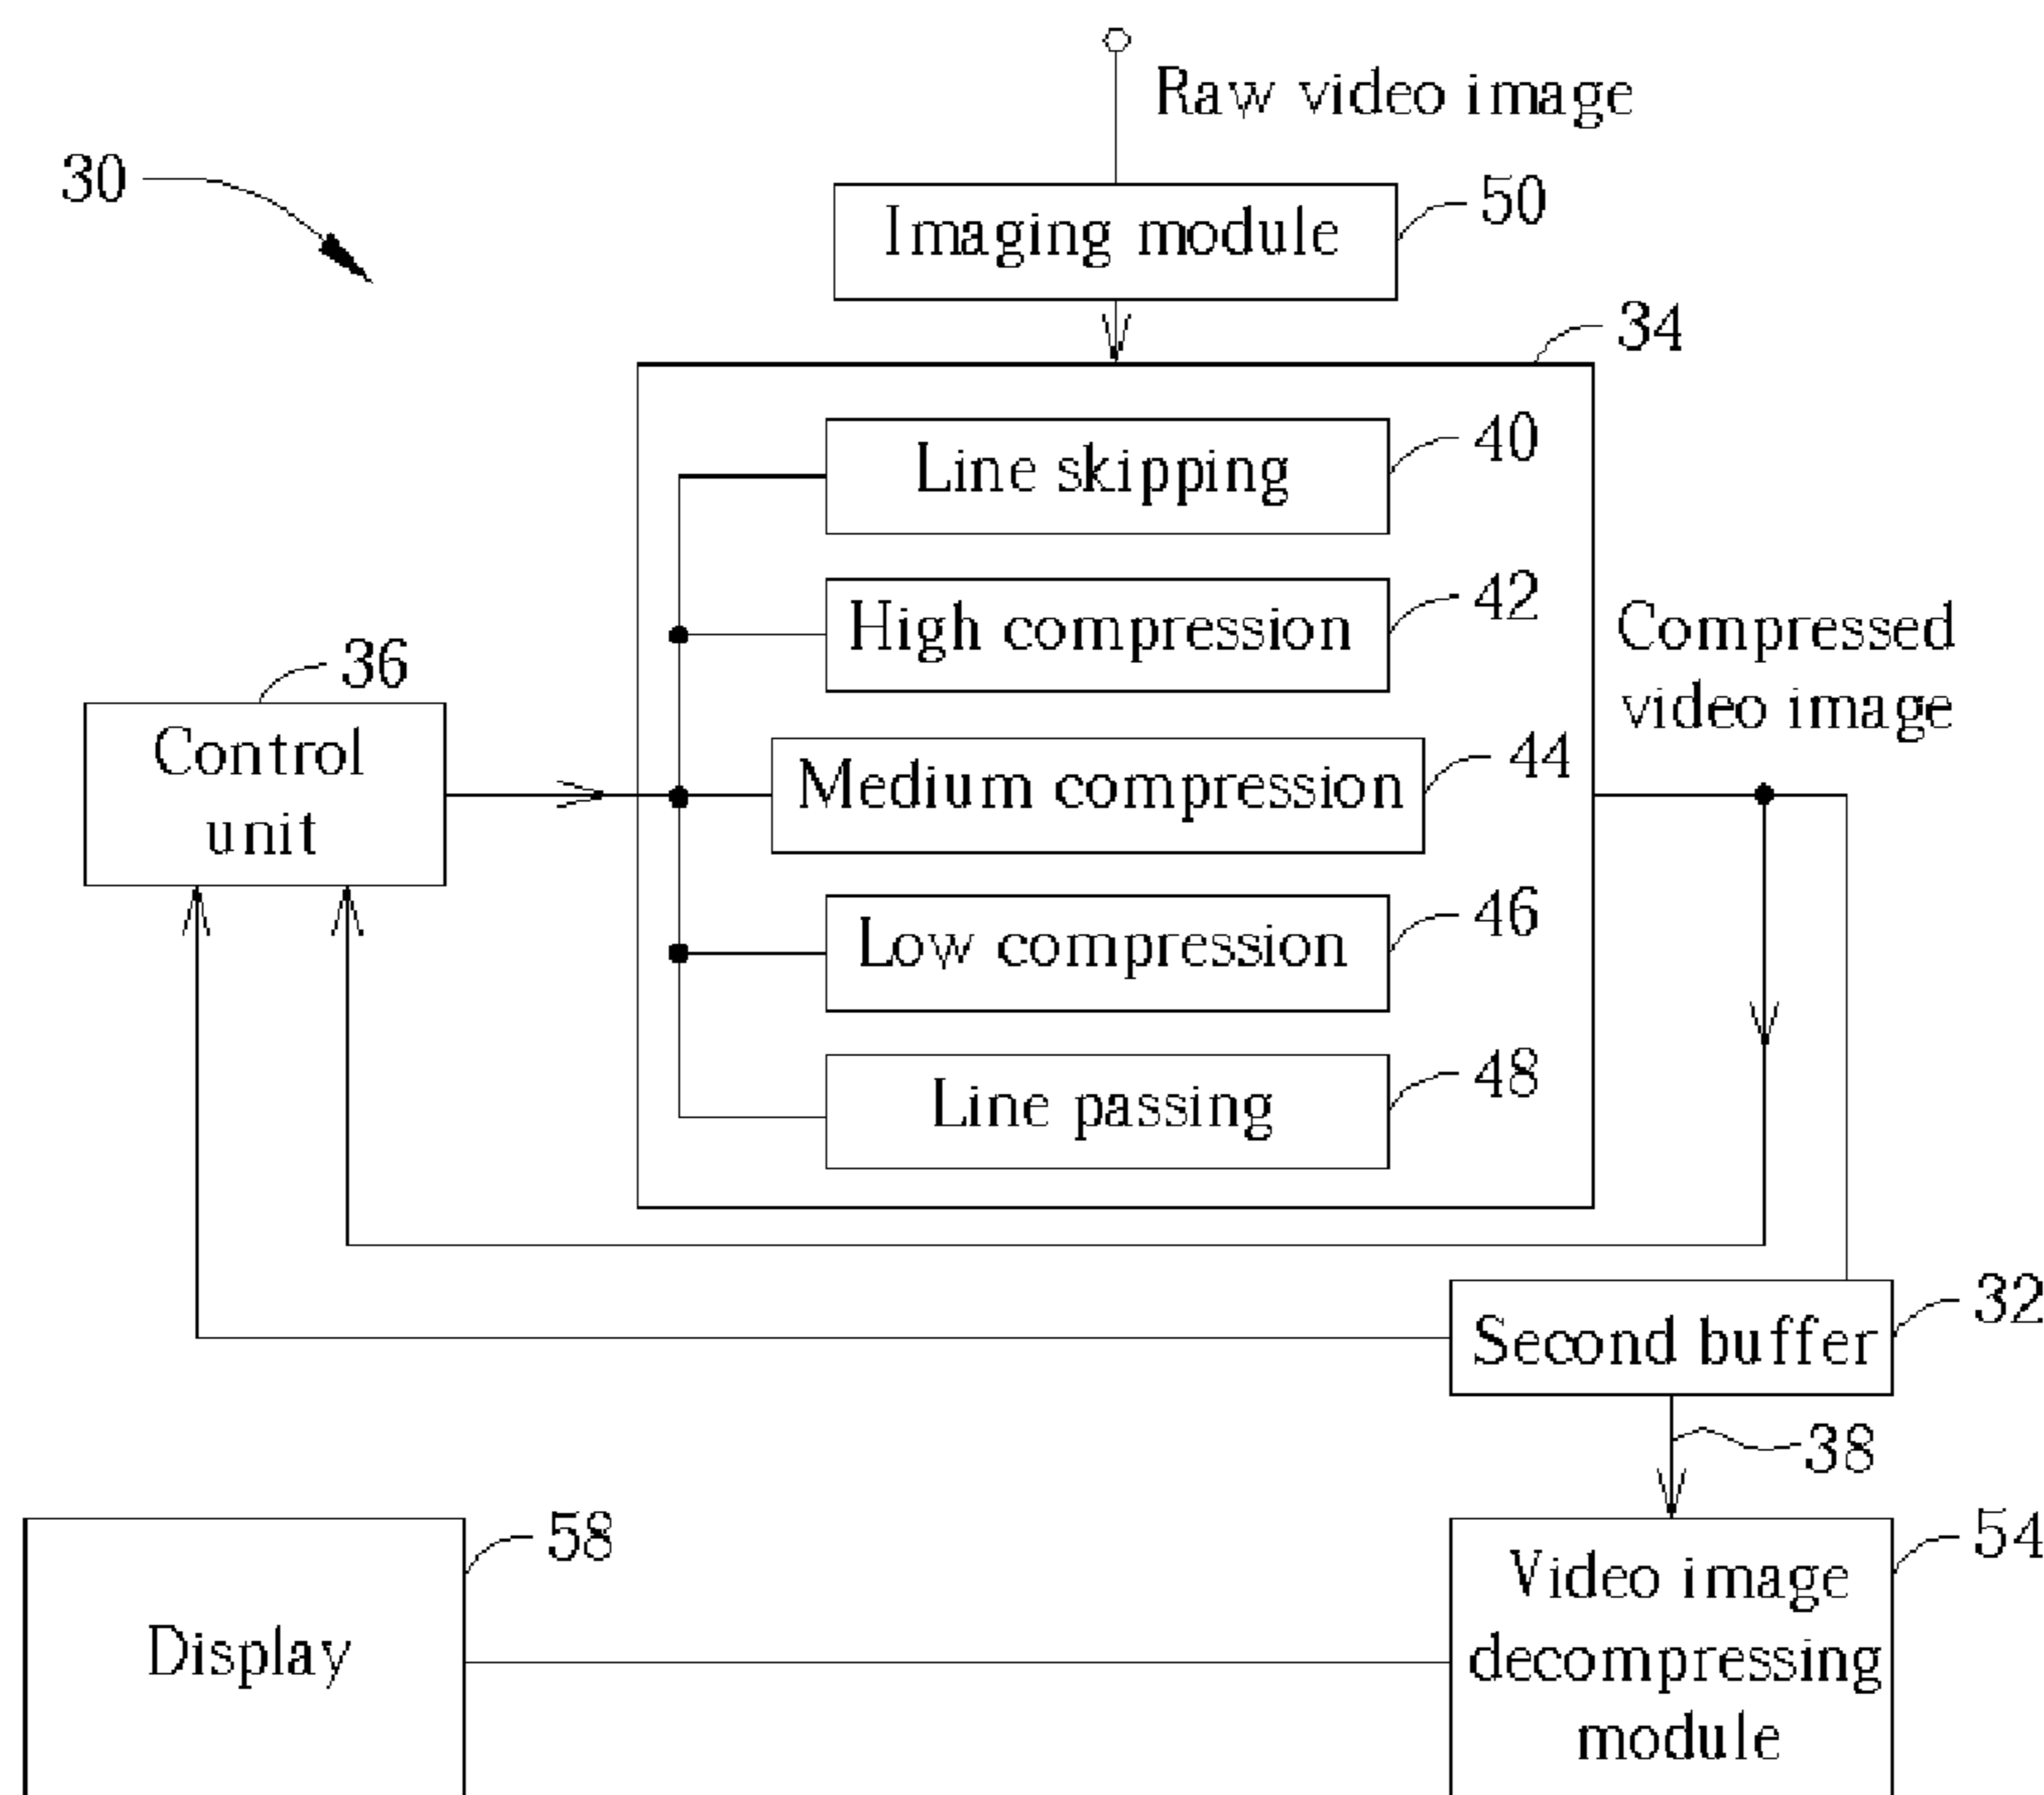 Raw video image
30
Imaging module
50
34
Line skipping
40
High compression
42
Compressed
video image
36
Control
unit
Medium compression
44
Low compression
46
Line passing
48
Second buffer
32
38
Display
58
Video image
decompressing
module
54